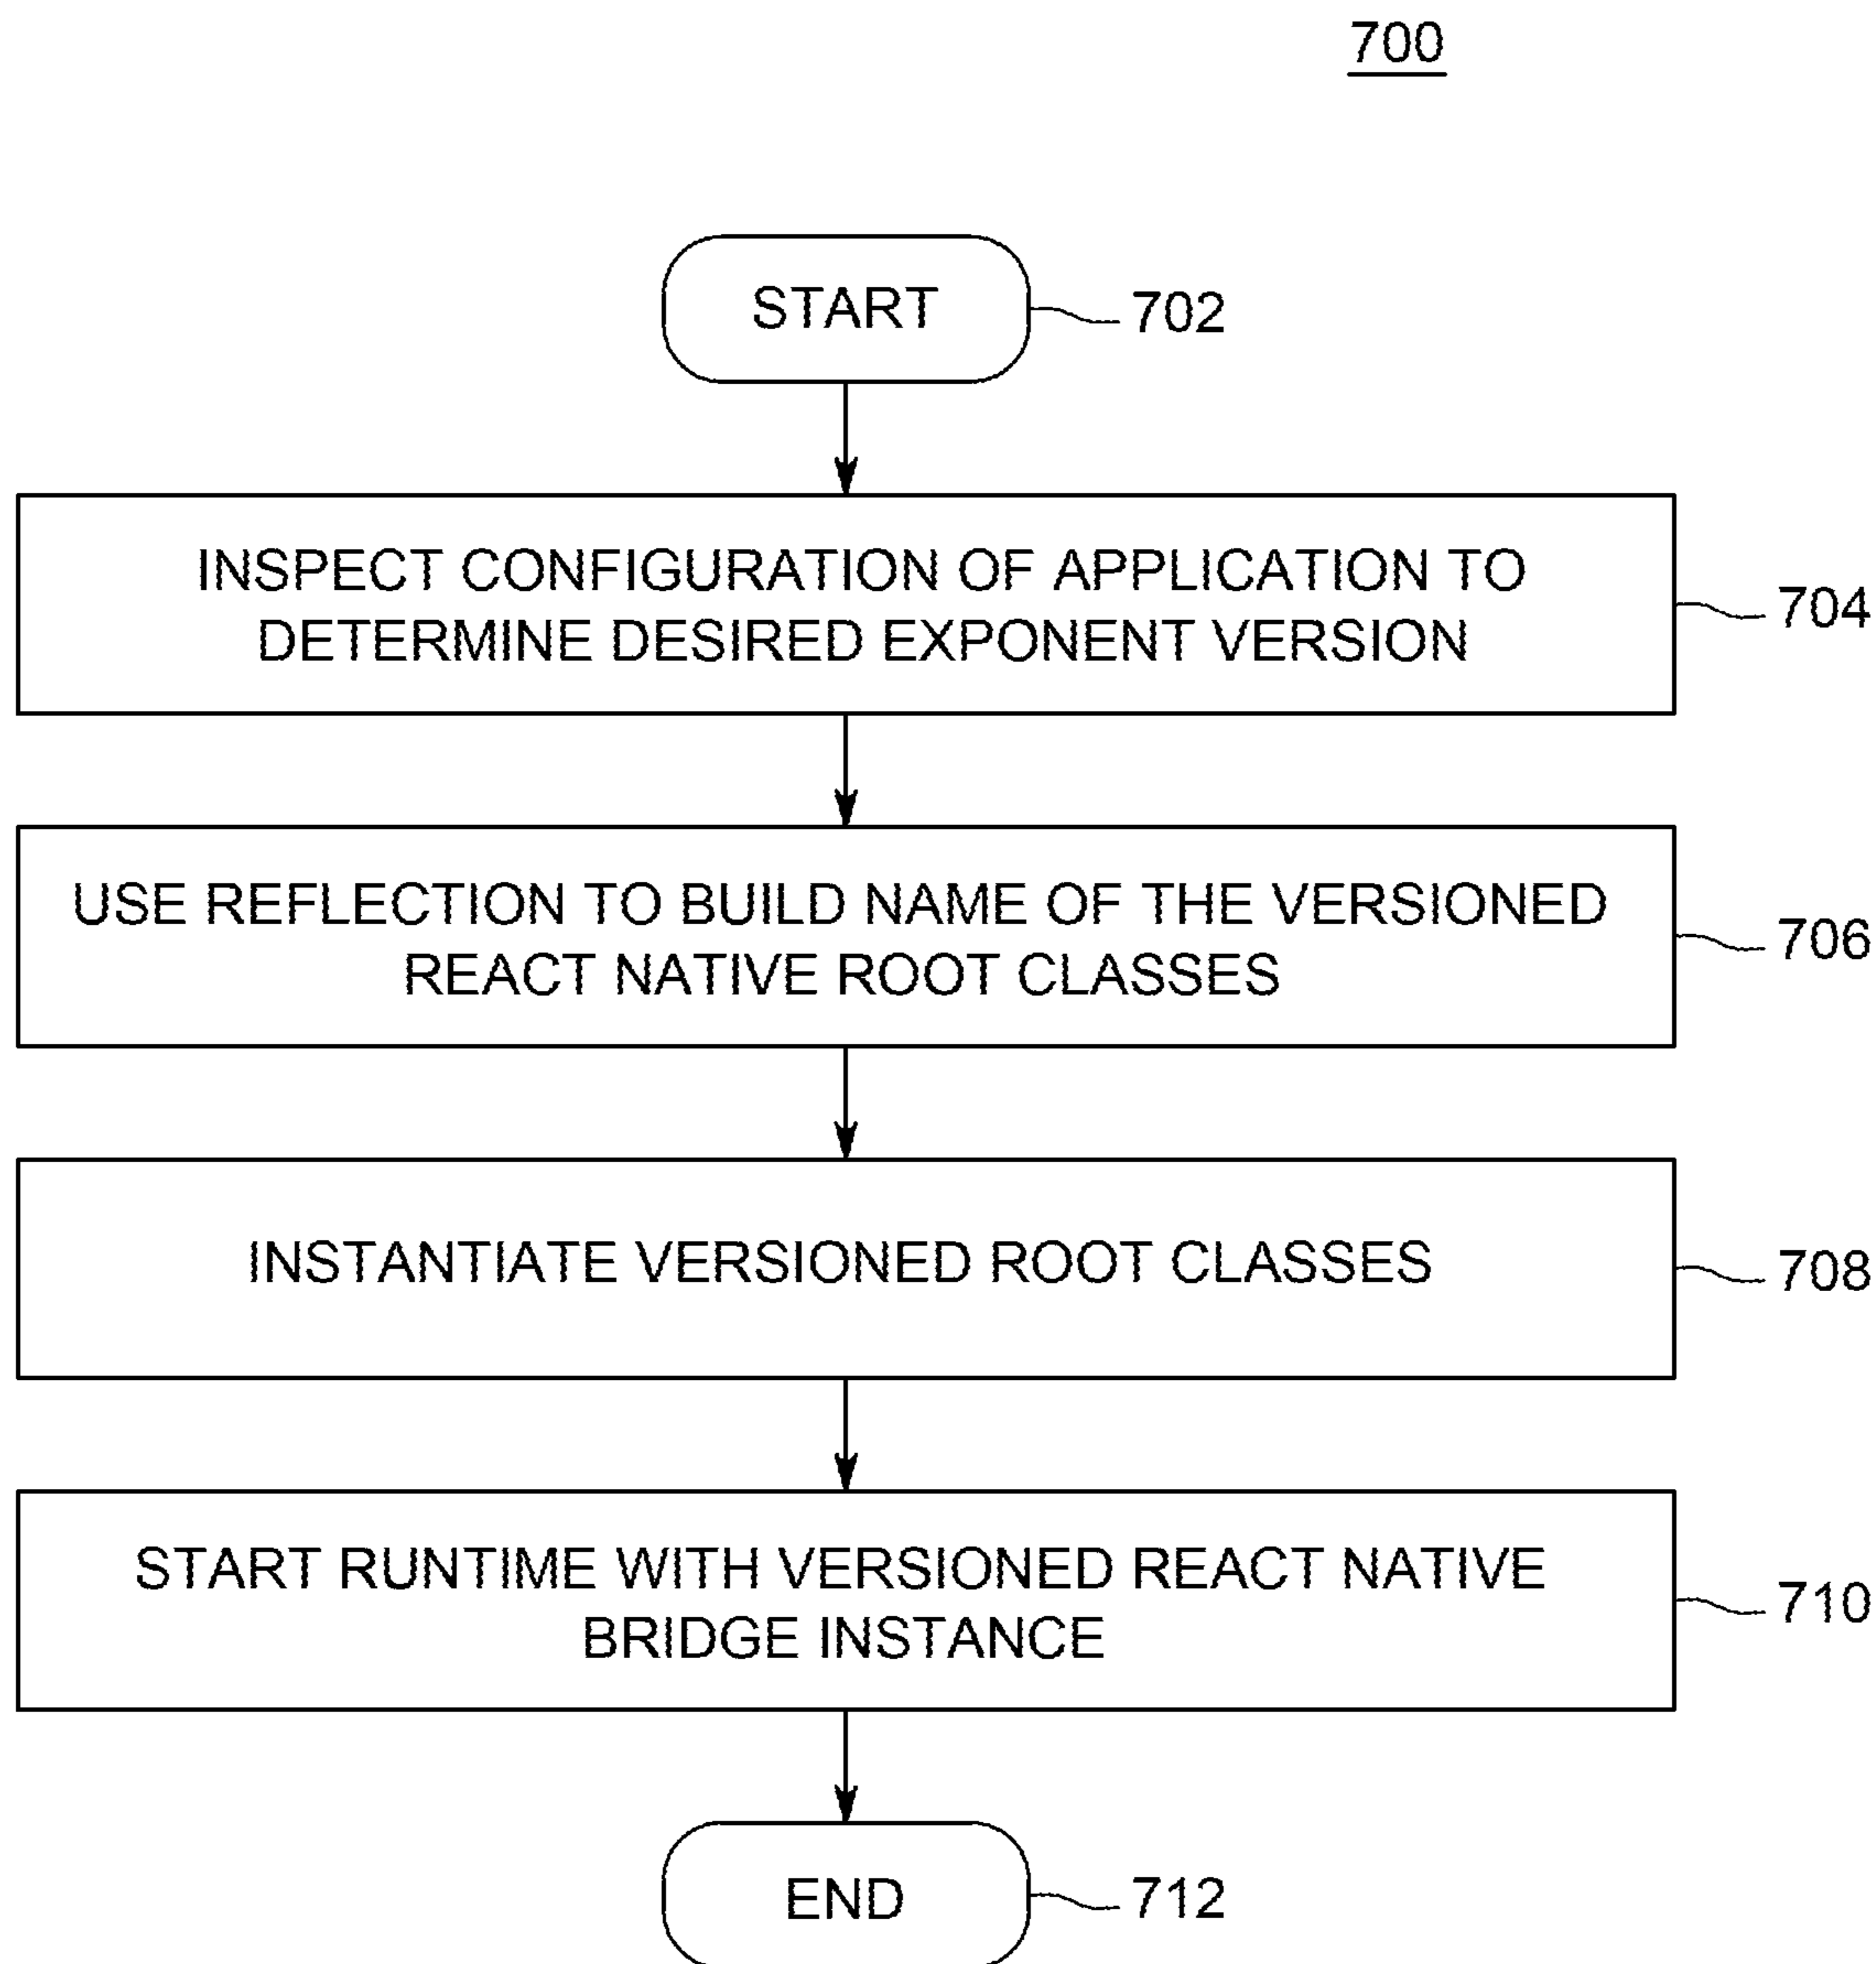 700
START
702
INSPECT CONFIGURATION OF APPLICATION TO
DETERMINE DESIRED EXPONENT VERSION
704
USE REFLECTION TO BUILD NAME OF THE VERSIONED
REACT NATIVE ROOT CLASSES
706
INSTANTIATE VERSIONED ROOT CLASSES
708
START RUNTIME WITH VERSIONED REACT NATIVE
BRIDGE INSTANCE
710
END
712